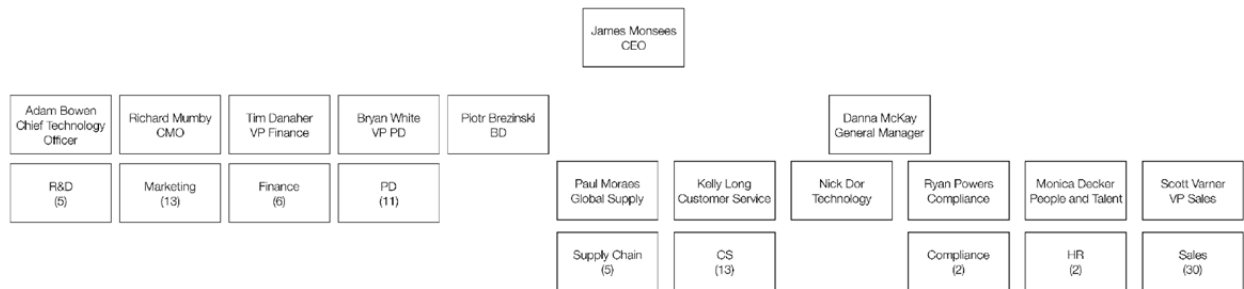 James Monsees
CEO
Adam Bowen
Chief Technology
Officer
Richard Mumby
CMO
Tim Danaher
VP Finance
Bryan White
VP PD
Piotr Brezinski
BD
Danna McKay
General Manager
R&D
(5)
Marketing
(13)
Finance
(6)
PD
(11)
Paul Moraes
Global Supply
Kelly Long
Customer Service
Nick Dor
Technology
Ryan Powers
Compliance
Monica Decker
People and Talent
Scott Varner
VP Sales
Supply Chain
(5)
CS
(13)
Compliance
(2)
HR
(2)
Sales
(30)